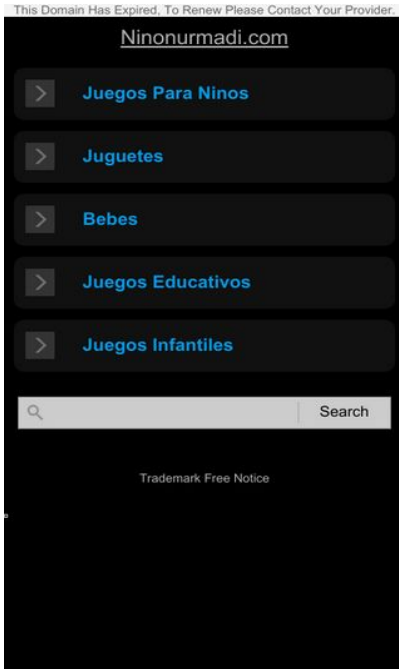 This Domain Has Expired, To Renew Please Contact Your Provider.
Ninonurmadi.com
Juegos Para Ninos
Juguetes
Bebes
Juegos Educativos
Juegos Infantiles
Search
Trademark Free Notice